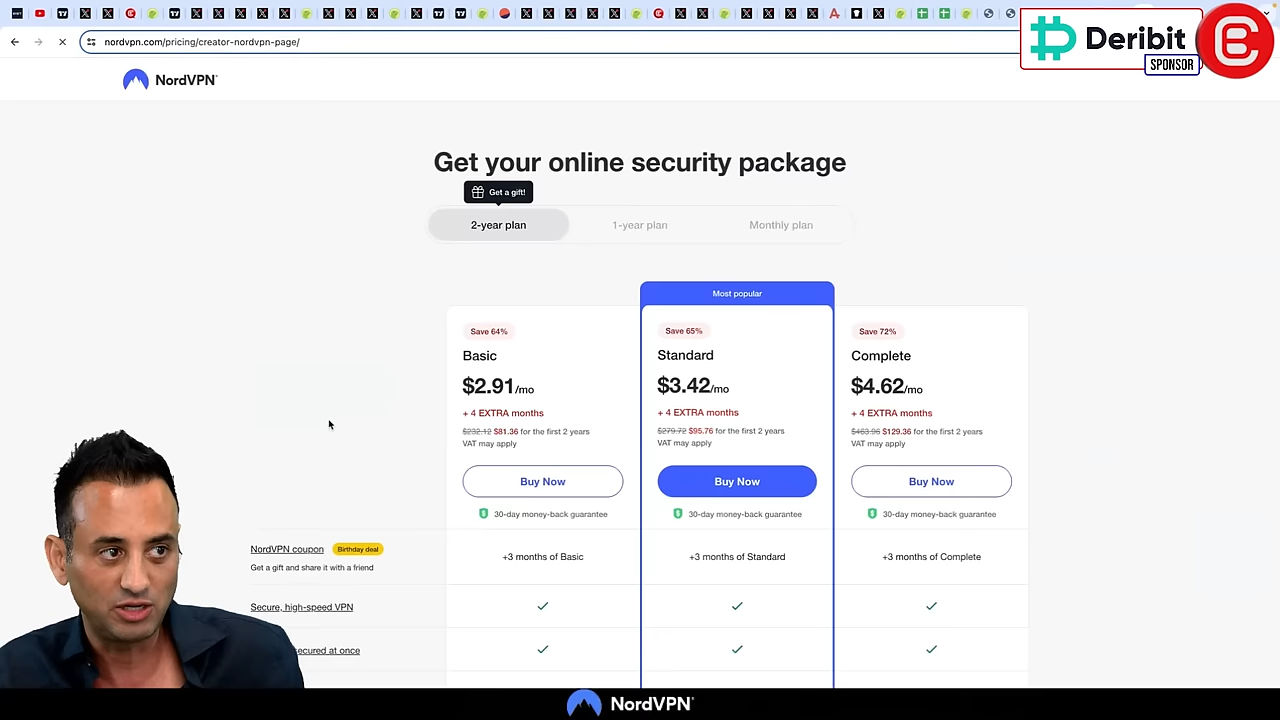 nordvpn.com/pricing/creator-nordvpn-page/
Deribit
SPONSOR
NordVPN®
Get your online security package
Get a gift!
2-year plan
1-year plan
Monthly plan
Most popular
Save 64%
Basic
$2.91/mo
+ 4 EXTRA months
$232.12 $81.36 for the first 2 years
VAT may apply
Buy Now
30-day money-back guarantee
Save 65%
Standard
$3.42/mo
+ 4 EXTRA months
$279.72 $95.76 for the first 2 years
VAT may apply
Buy Now
30-day money-back guarantee
Save 72%
Complete
$4.62/mo
+ 4 EXTRA months
$463.96 $129.36 for the first 2 years
VAT may apply
Buy Now
30-day money-back guarantee
NordVPN coupon Birthday deal
Get a gift and share it with a friend
+3 months of Basic
+3 months of Standard
+3 months of Complete
Secure, high-speed VPN
ecured at once
NordVPN®